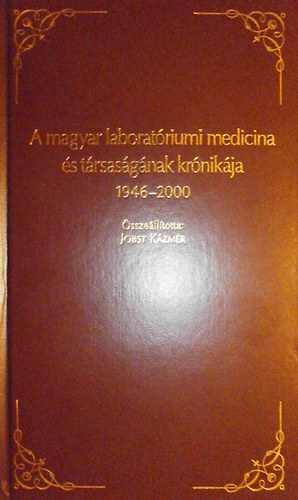 A magyar laboratóriumi medicina
és társaságának krónikája
1946–2000
Összeállította:
JOBST KÁZMÉR